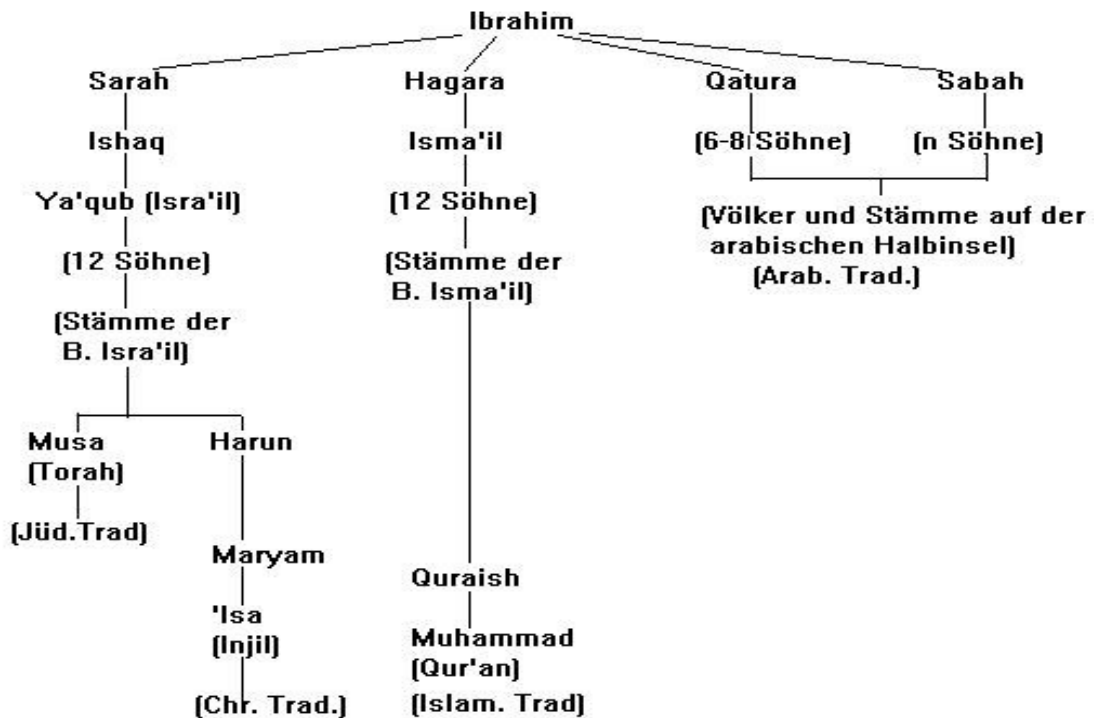 Ibrahim
Sarah
Hagara
Qatura
Sabah
Ishaq
Isma'il
(6-8 Söhne)
(n Söhne)
Ya'qub (Isra'il)
(12 Söhne)
(Völker und Stämme auf der
arabischen Halbinsel)
(Arab. Trad.)
(12 Söhne)
(Stämme der
B. Isma'il)
(Stämme der
B. Isra'il)
Musa
(Torah)
Harun
(Jüd.Trad)
Maryam
Quraish
'Isa
(Injil)
Muhammad
(Qur'an)
(Chr. Trad.)
(Islam. Trad)